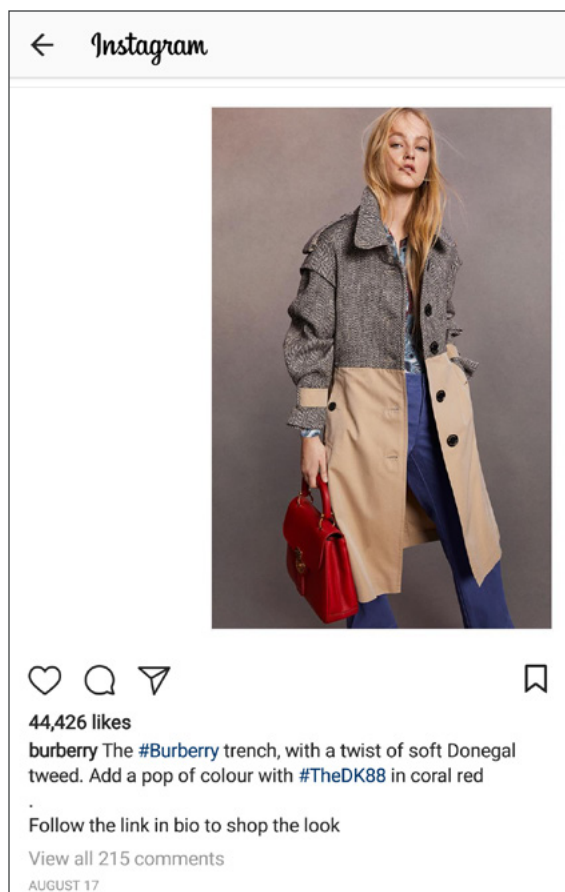 Instagram
44,426 likes
burberry The #Burberry trench, with a twist of soft Donegal
tweed. Add a pop of colour with #TheDK88 in coral red
.
Follow the link in bio to shop the look
View all 215 comments
AUGUST 17